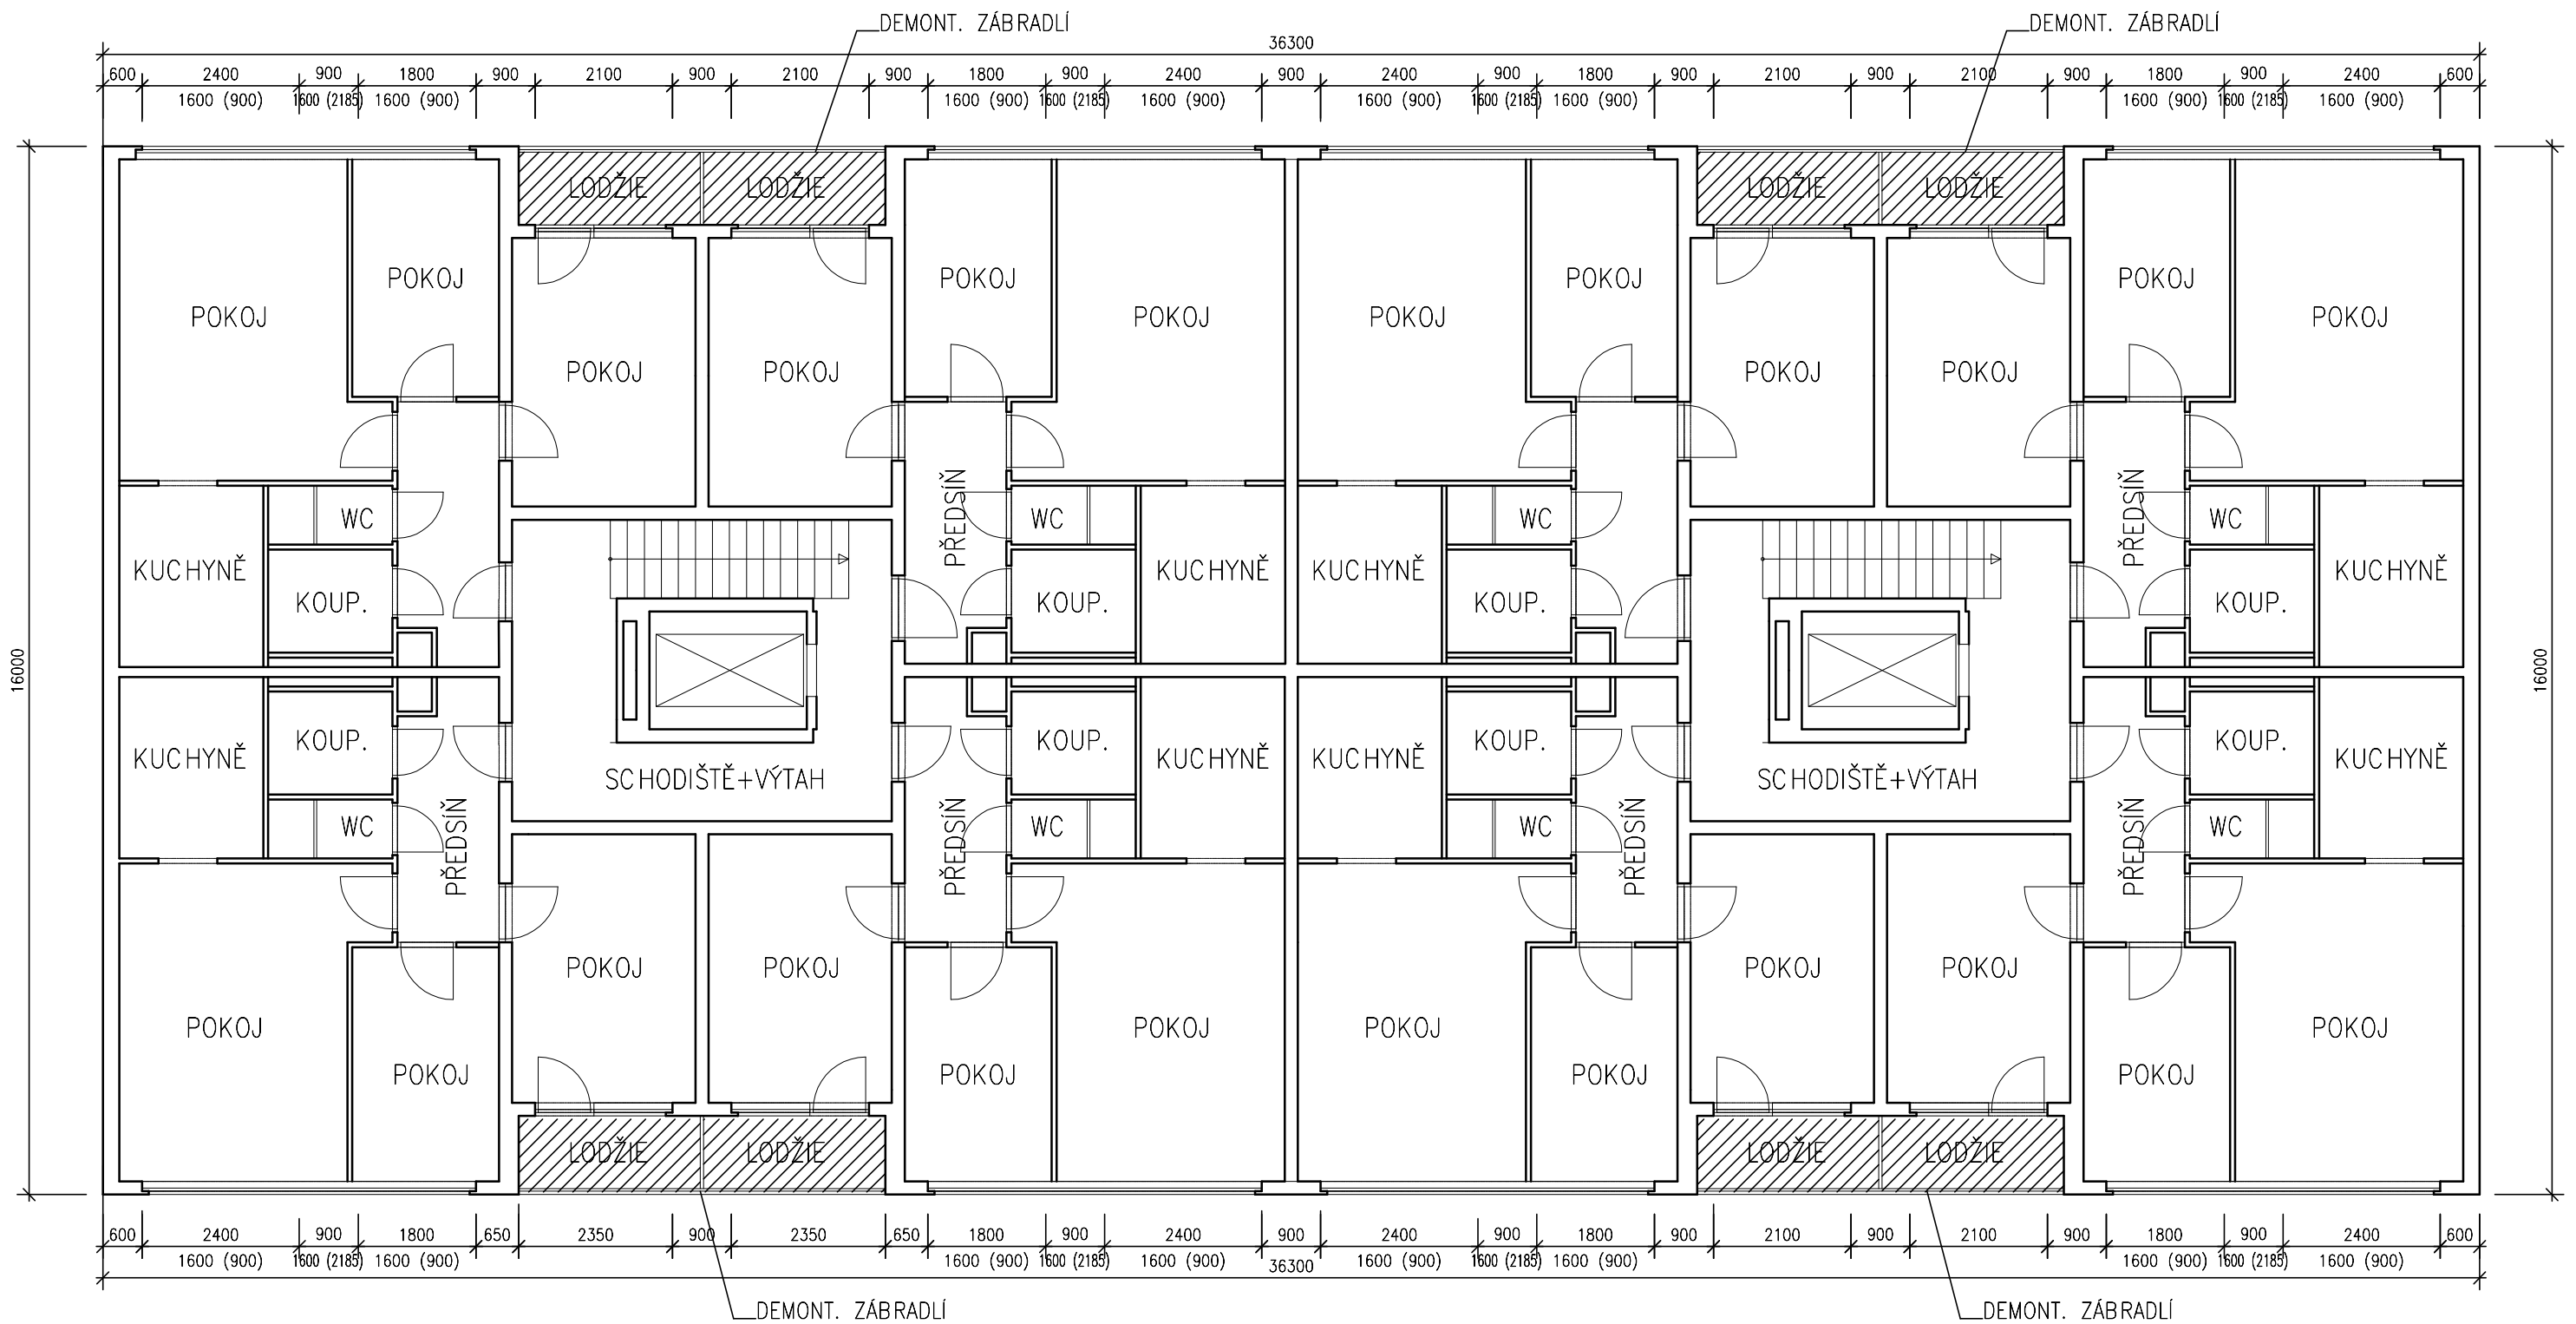 DEMONT. ZÁBRADLÍ DEMONT. ZÁBRADLÍ
36300
600 2400 900 1800 900 2100 900 2100 900 1800 900 2400 900 2400 900 1800 900 2100 900 2100 900 1800 900 2400 600
1600 (900) 1600 (2185) 1600 (900) 1600 (900) 1600 (2185) 1600 (900) 1600 (900) 1600 (2185) 1600 (900) 1600 (900) 1600 (2185) 1600 (900)
LODŽIE LODŽIE LODŽIE LODŽIE
POKOJ POKOJ POKOJ POKOJ
POKOJ POKOJ POKOJ POKOJ
POKOJ POKOJ POKOJ POKOJ
PŘEDSÍŇ PŘEDSÍŇ
WC WC WC WC
KUCHYNĚ KUCHYNĚ KUCHYNĚ KUCHYNĚ
KOUP. KOUP. KOUP. KOUP.
16000 16000
KOUP. KOUP. KOUP. KOUP.
KUCHYNĚ KUCHYNĚ KUCHYNĚ KUCHYNĚ
SCHODIŠTĚ+VÝTAH SCHODIŠTĚ+VÝTAH
WC WC WC WC
PŘEDSÍŇ PŘEDSÍŇ PŘEDSÍŇ PŘEDSÍŇ
POKOJ POKOJ POKOJ POKOJ
POKOJ POKOJ POKOJ POKOJ
POKOJ POKOJ POKOJ POKOJ
LODŽIE LODŽIE LODŽIE LODŽIE
600 2400 900 1800 650 2350 900 2350 650 1800 900 2400 900 2400 900 1800 900 2100 900 2100 900 1800 900 2400 600
1600 (900) 1600 (2185) 1600 (900) 1600 (900) 1600 (2185) 1600 (900) 1600 (900) 1600 (2185) 1600 (900) 1600 (900) 1600 (2185) 1600 (900)
36300
DEMONT. ZÁBRADLÍ DEMONT. ZÁBRADLÍ